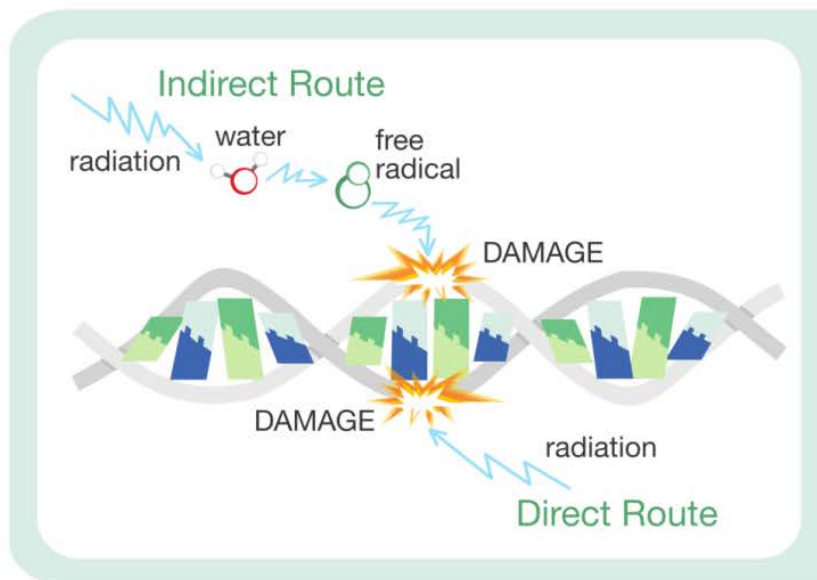 Indirect Route
radiation
water
free
radical
DAMAGE
DAMAGE
radiation
Direct Route